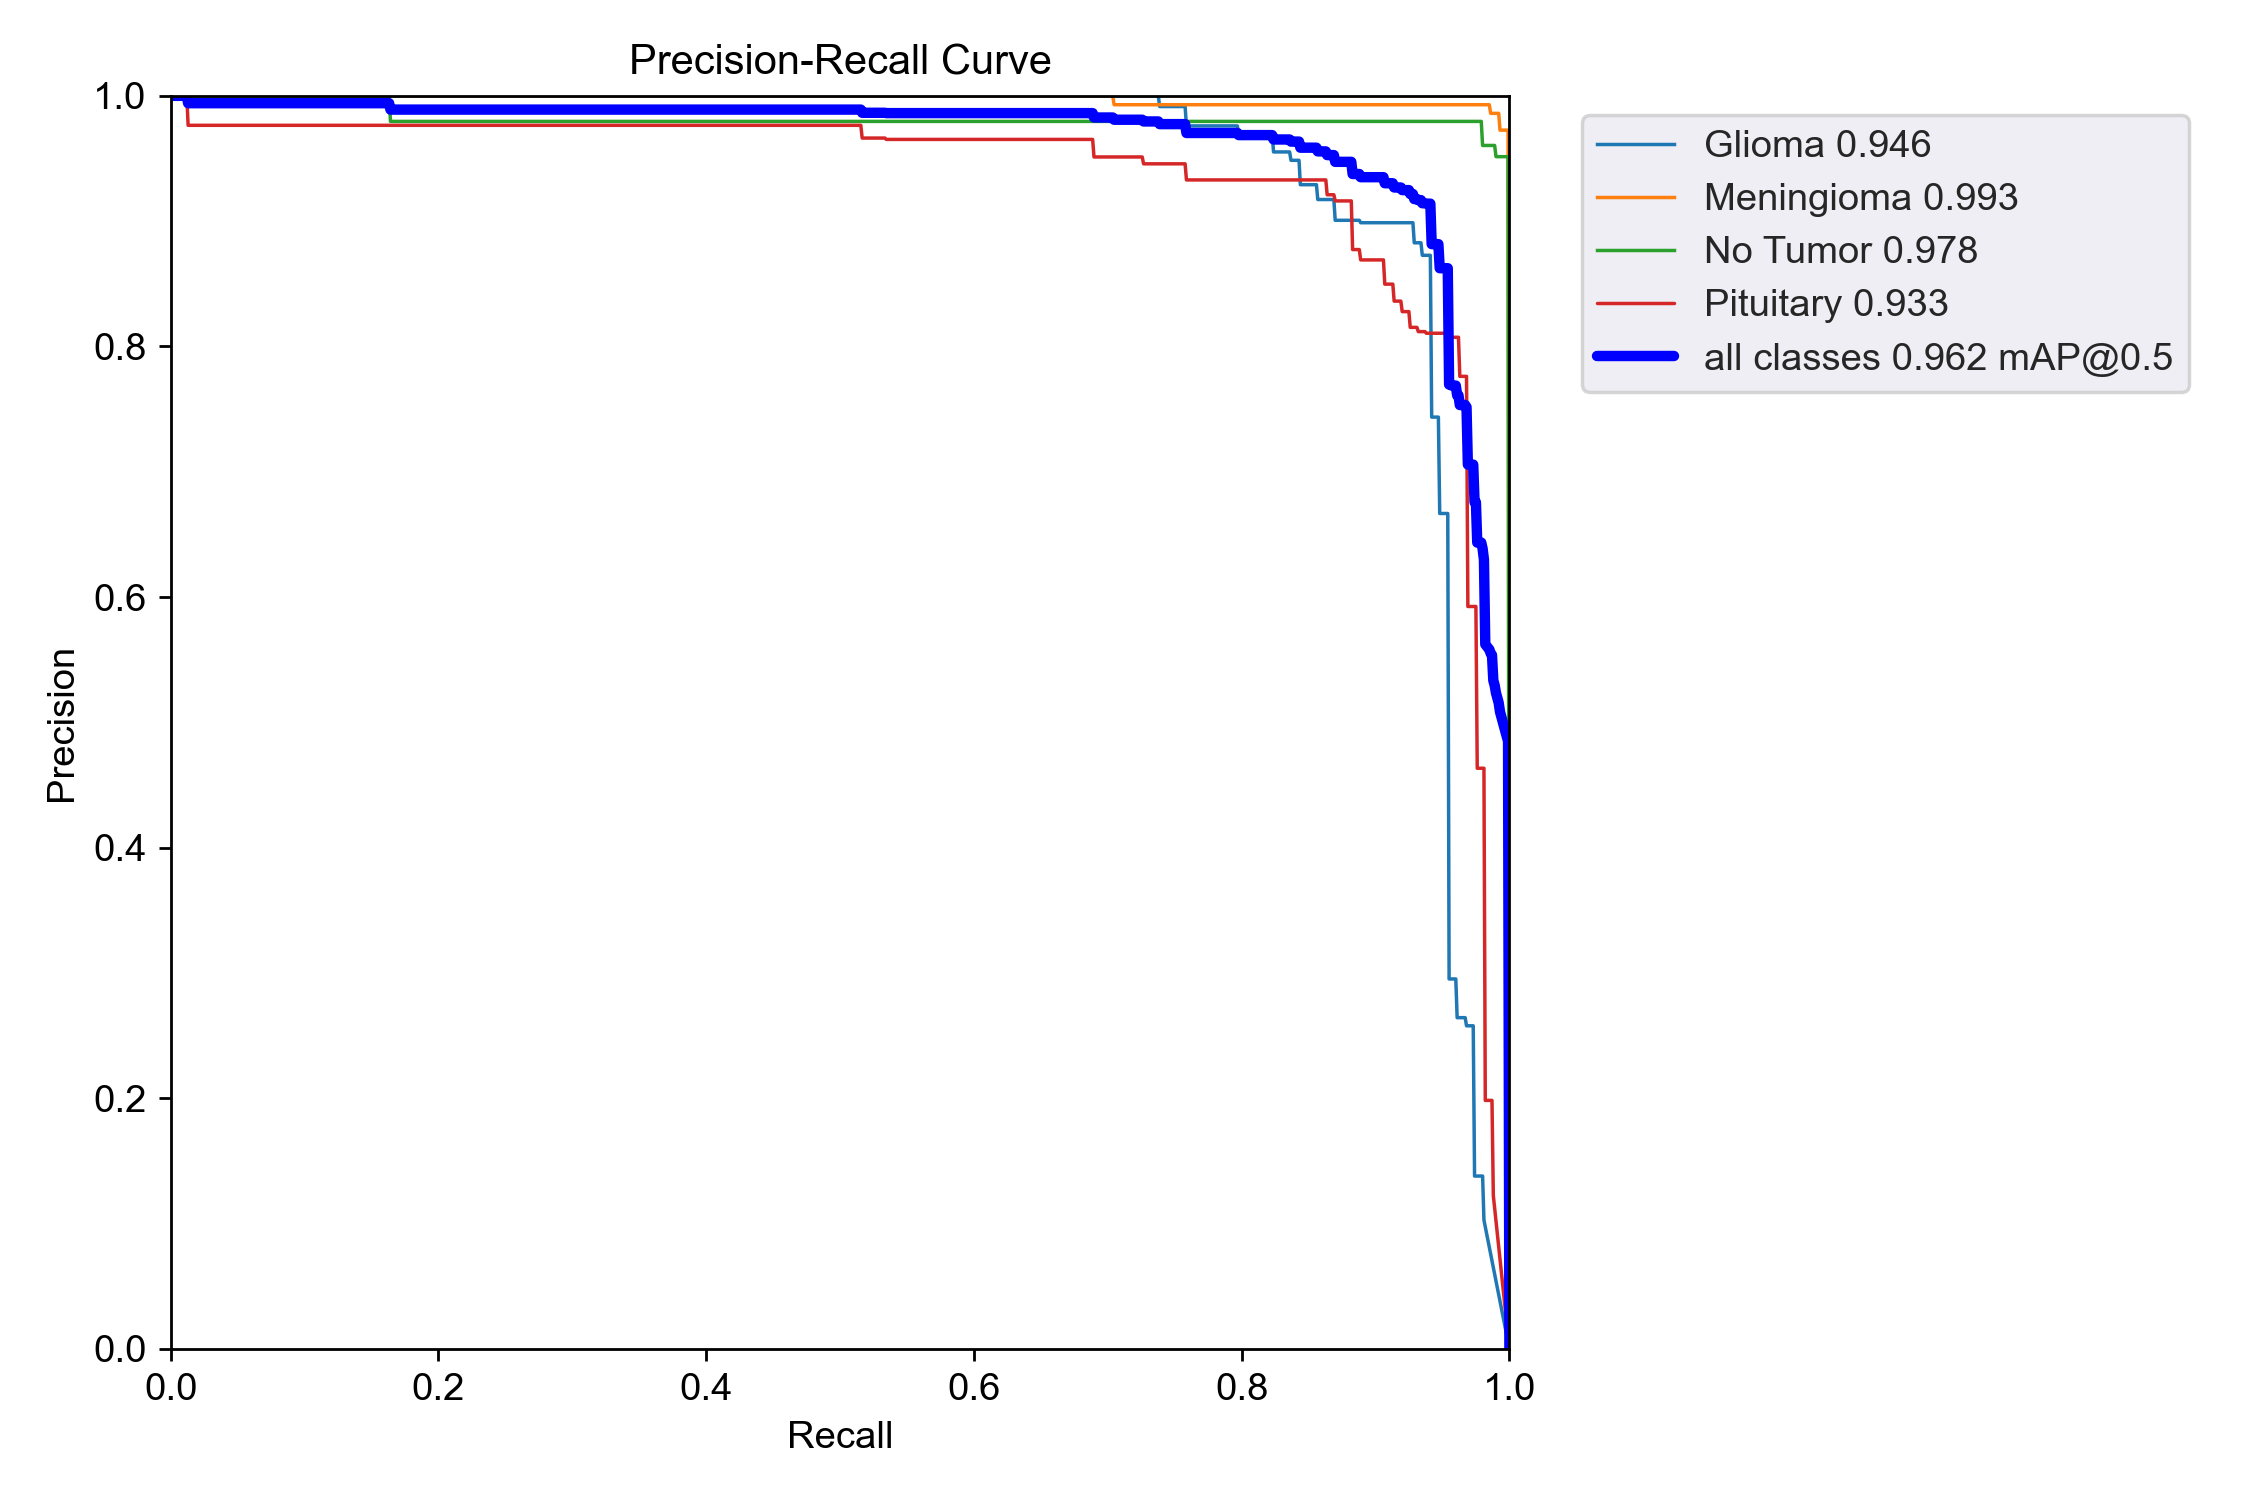 Precision-Recall Curve
1.0
0.8
0.6
0.4
0.2
0.0
Precision
0.0 0.2 0.4 0.6 0.8 1.0
Recall
Glioma 0.946
Meningioma 0.993
No Tumor 0.978
Pituitary 0.933
all classes 0.962 mAP@0.5